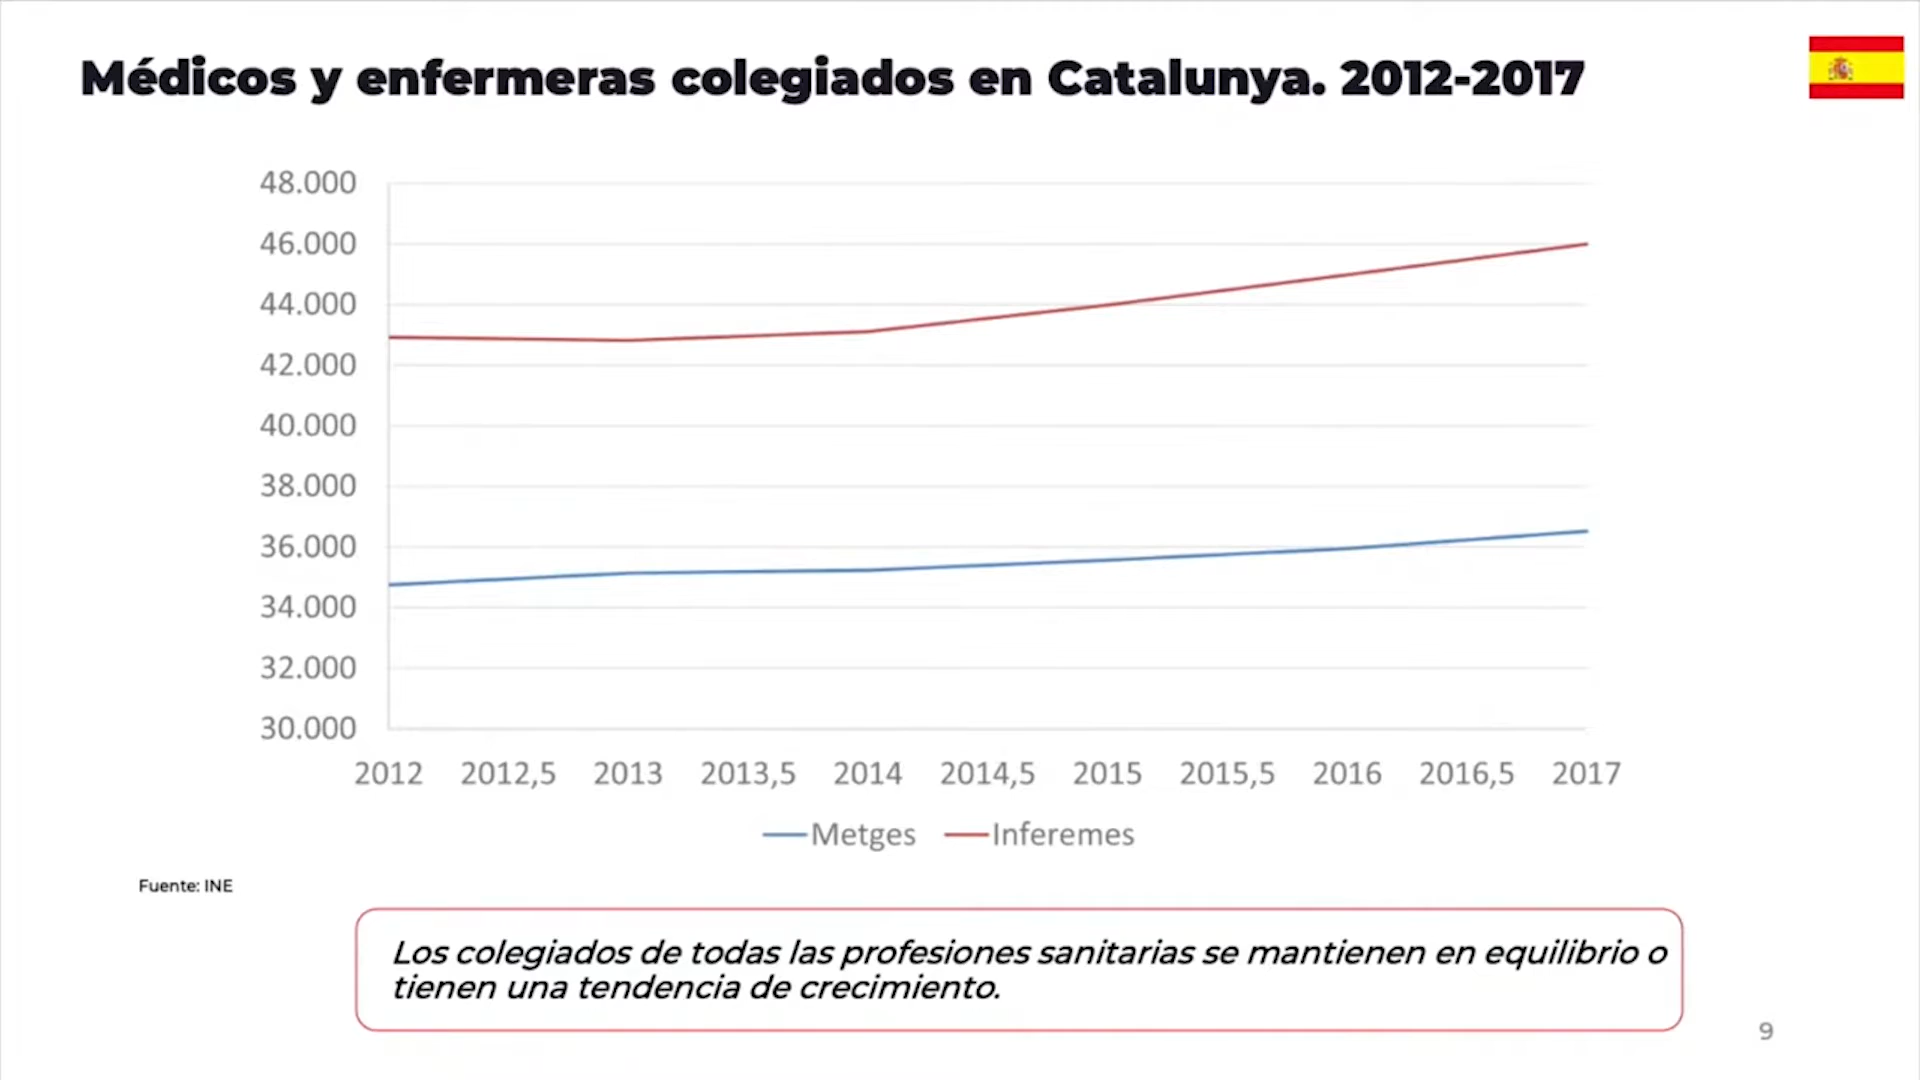 Médicos y enfermeras colegiados en Catalunya. 2012-2017
48.000
46.000
44.000
42.000
40.000
38.000
36.000
34.000
32.000
30.000
2012 2012,5 2013 2013,5 2014 2014,5 2015 2015,5 2016 2016,5 2017
Metges Inferemes
Fuente: INE
Los colegiados de todas las profesiones sanitarias se mantienen en equilibrio o
tienen una tendencia de crecimiento.
9